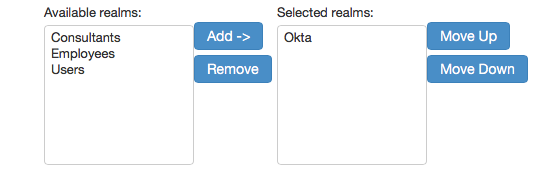 Available realms:
Consultants
Employees
Users
Add ->
Remove
Selected realms:
Okta
Move Up
Move Down